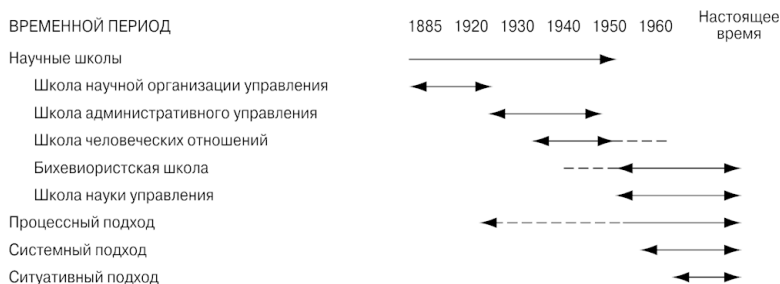 ВРЕМЕННОЙ ПЕРИОД 1885 1920 1930 1940 1950 1960 Настоящее время
Научные школы
Школа научной организации управления
Школа административного управления
Школа человеческих отношений
Бихевиористская школа
Школа науки управления
Процессный подход
Системный подход
Ситуативный подход